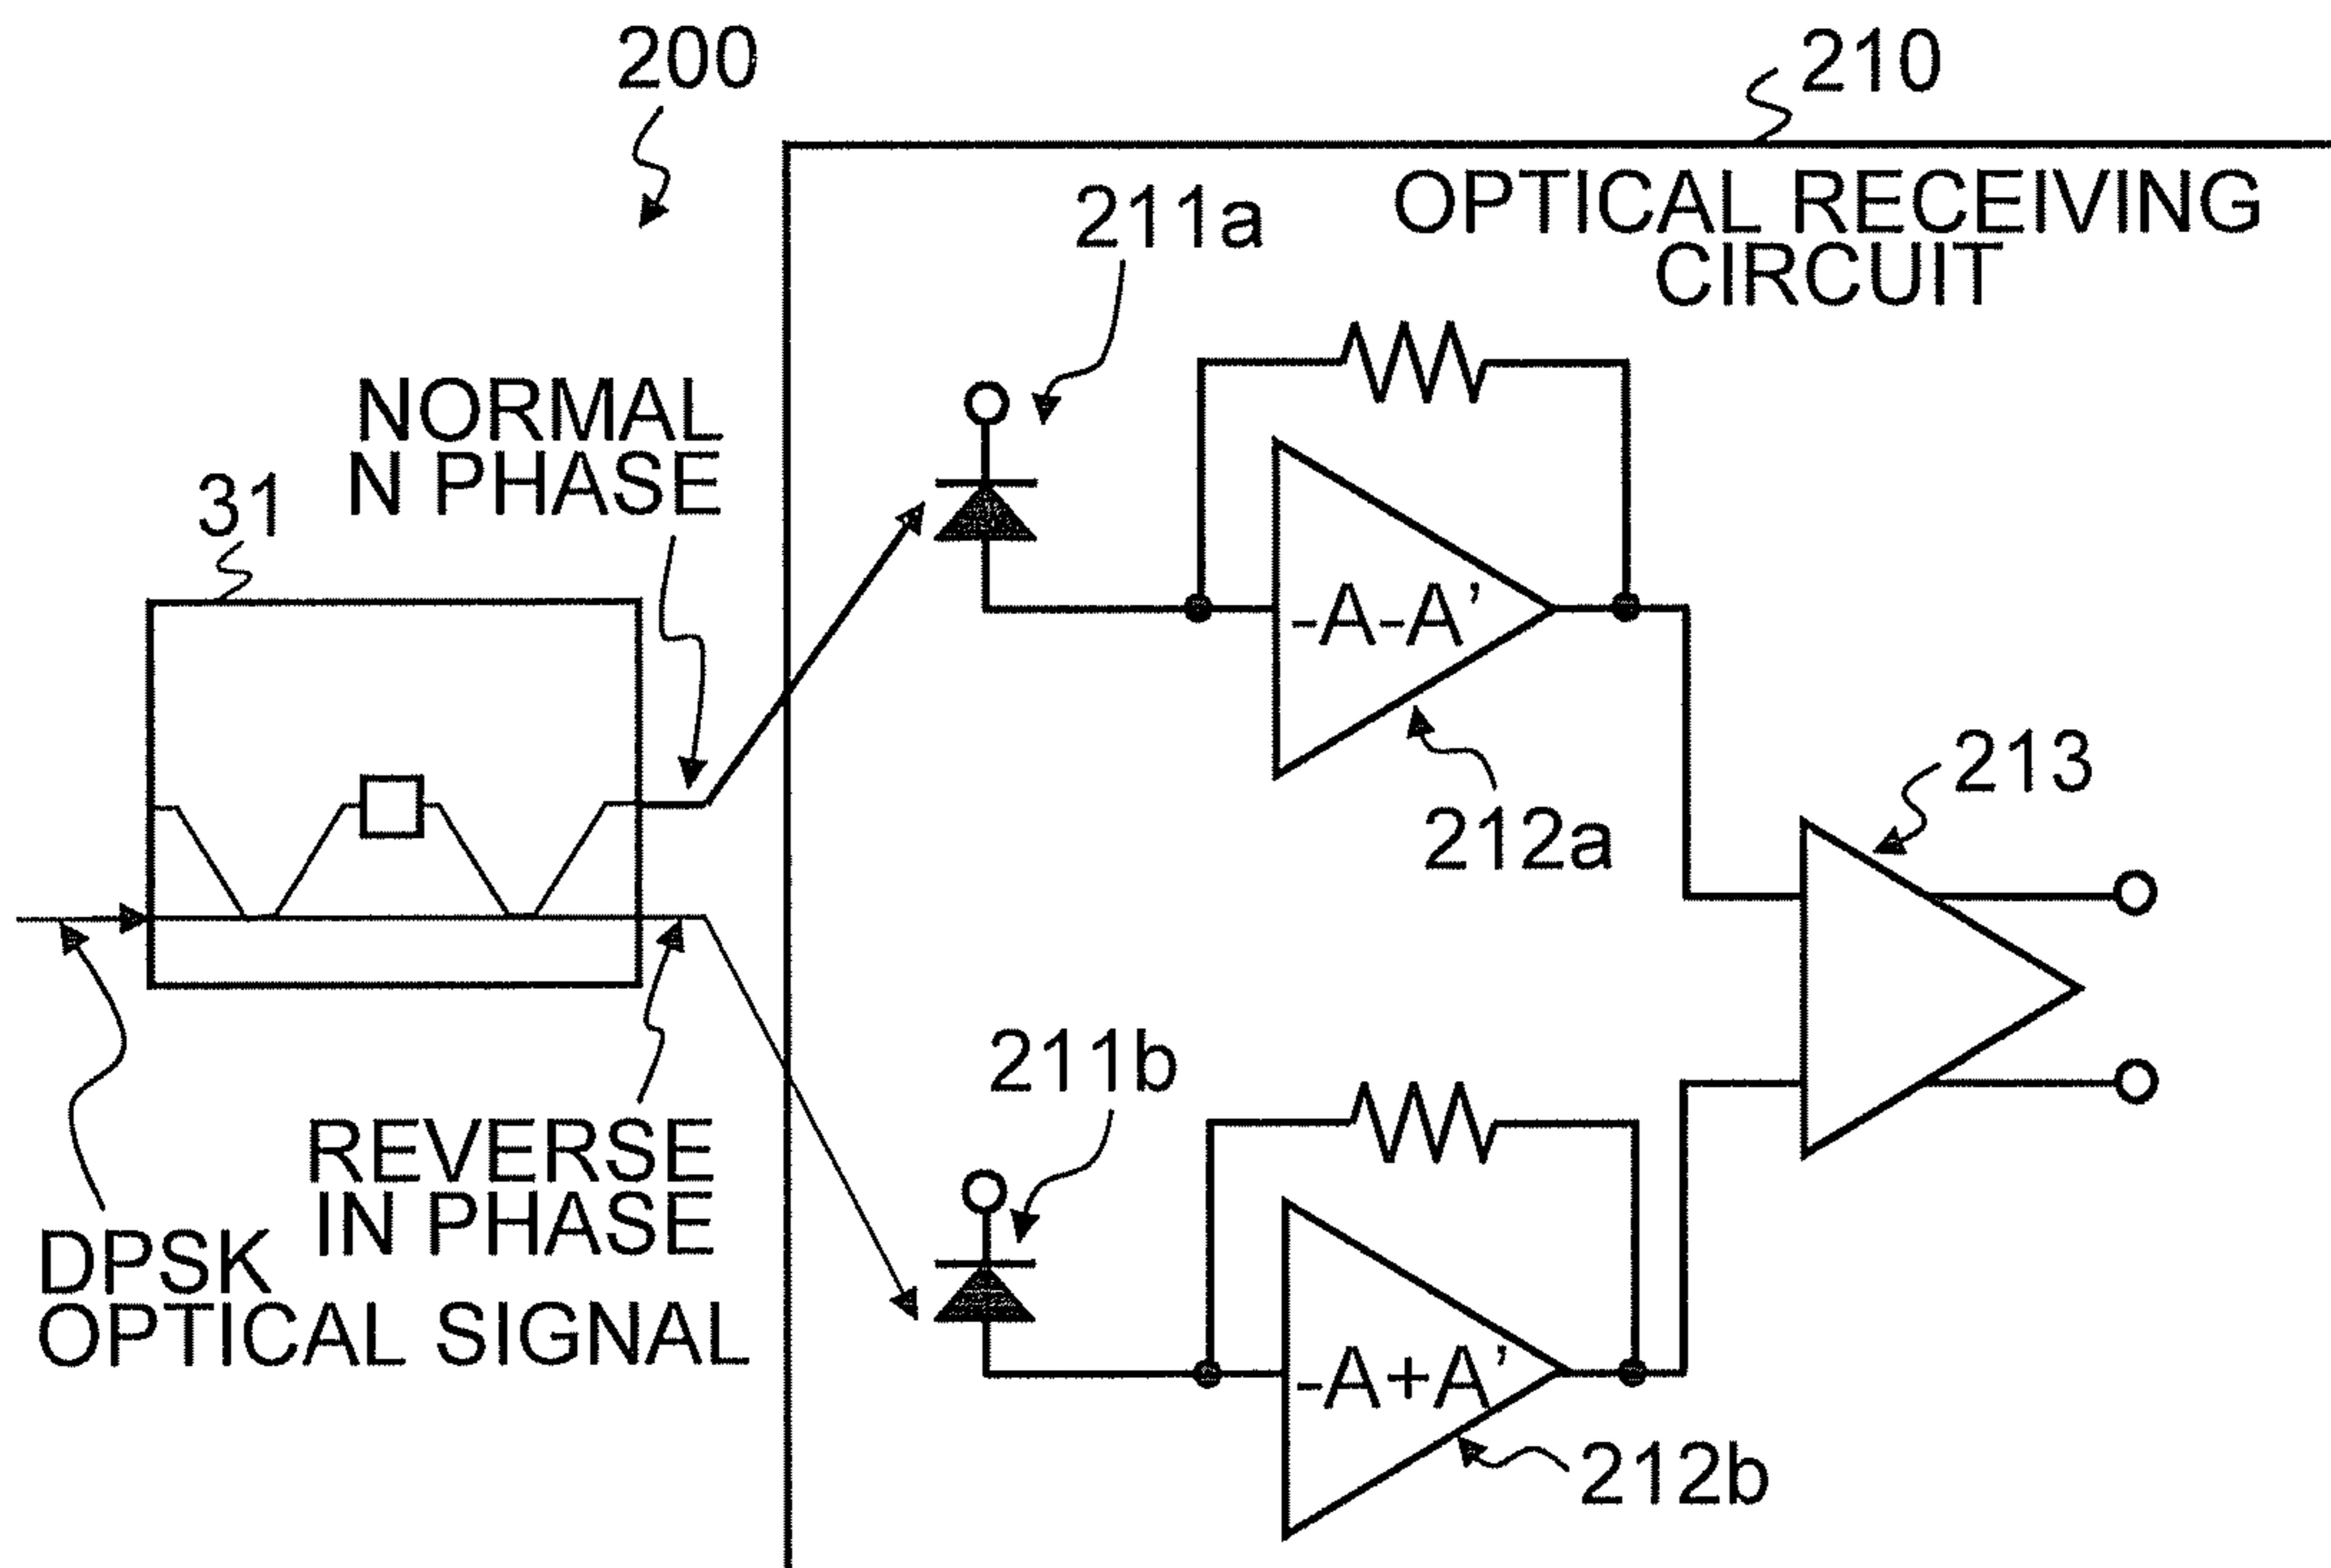 200
210
OPTICAL RECEIVING
CIRCUIT
211a
NORMAL
N PHASE
31
-A-A’
212a
213
211b
REVERSE
IN PHASE
DPSK
OPTICAL SIGNAL
-A+A’
212b